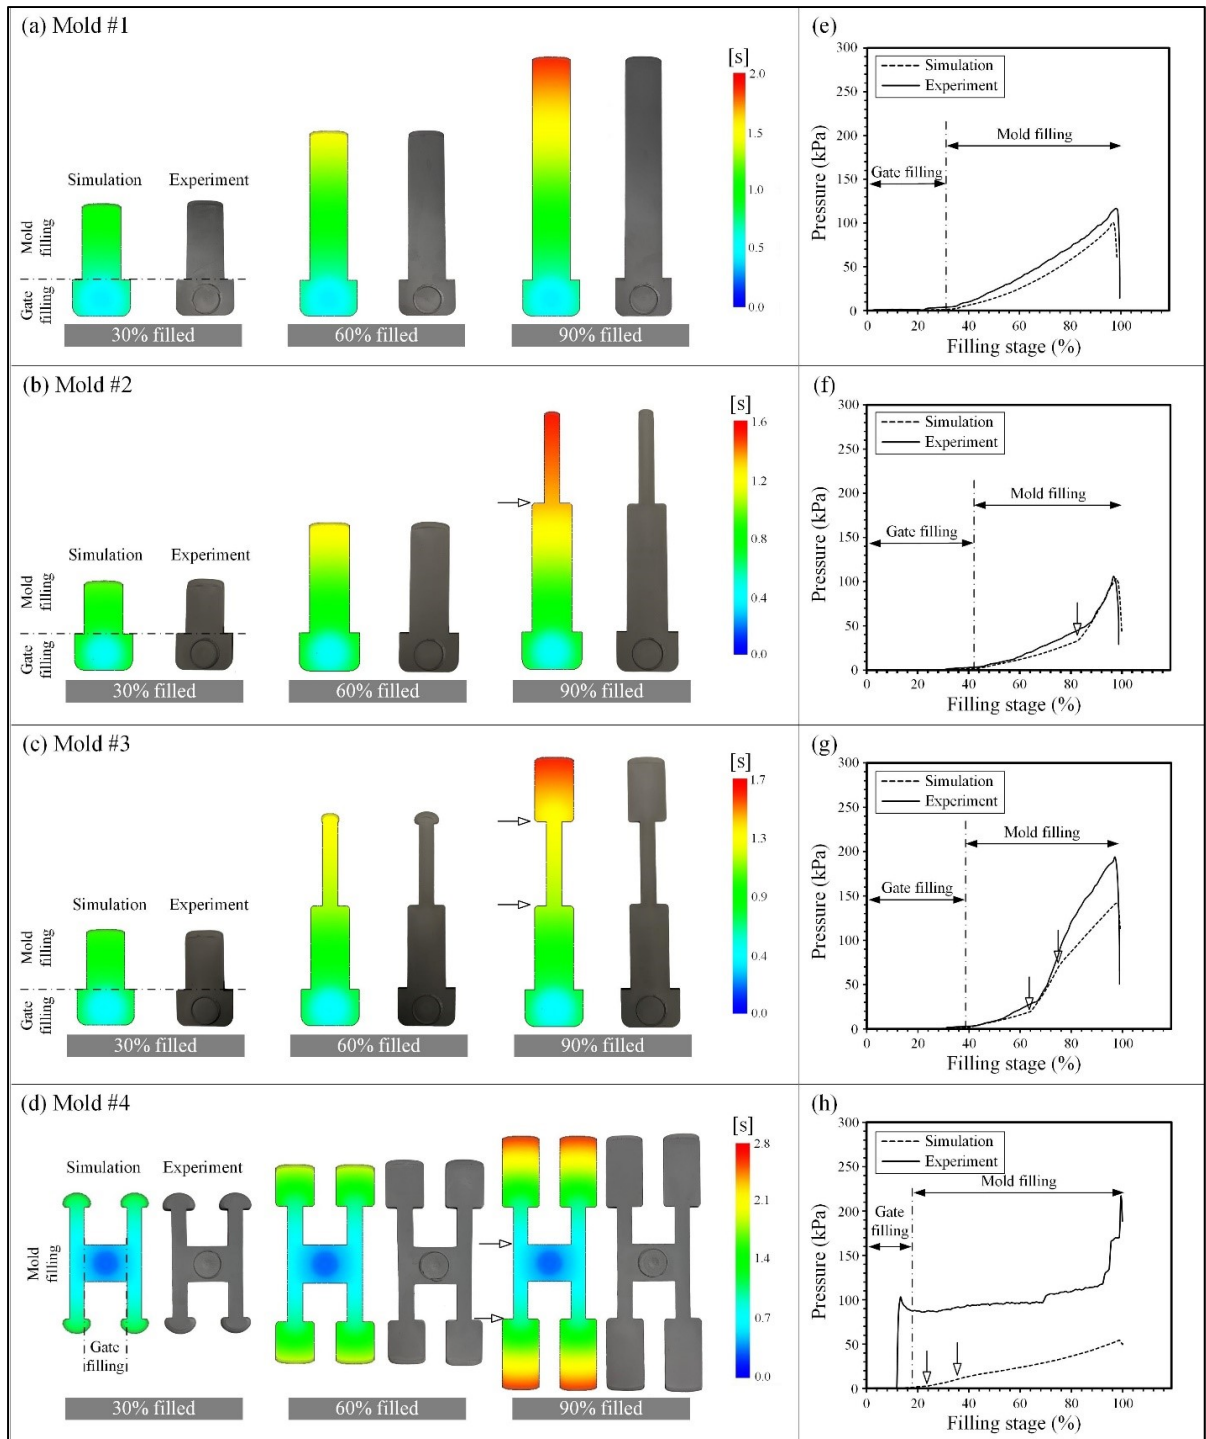 (a) Mold #1
Simulation
Experiment
Mold filling
Gate filling
30% filled
60% filled
90% filled
[s]
2.0
1.5
1.0
0.5
0.0
(e)
Pressure (kPa)
300
250
200
150
100
50
0
Simulation
Experiment
Gate filling
Mold filling
0 20 40 60 80 100
Filling stage (%)
(b) Mold #2
Simulation
Experiment
Mold filling
Gate filling
30% filled
60% filled
90% filled
[s]
1.6
1.2
0.8
0.4
0.0
(f)
Pressure (kPa)
300
250
200
150
100
50
0
Simulation
Experiment
Mold filling
Gate filling
0 20 40 60 80 100
Filling stage (%)
(c) Mold #3
Simulation
Experiment
Mold filling
Gate filling
30% filled
60% filled
90% filled
[s]
1.7
1.3
0.9
0.4
0.0
(g)
Pressure (kPa)
300
250
200
150
100
50
0
Simulation
Experiment
Mold filling
Gate filling
0 20 40 60 80 100
Filling stage (%)
(d) Mold #4
Simulation
Experiment
Mold filling
Gate
filling
30% filled
60% filled
90% filled
[s]
2.8
2.1
1.4
0.7
0.0
(h)
Pressure (kPa)
300
250
200
150
100
50
0
Simulation
Experiment
Mold filling
Gate
filling
0 20 40 60 80 100
Filling stage (%)